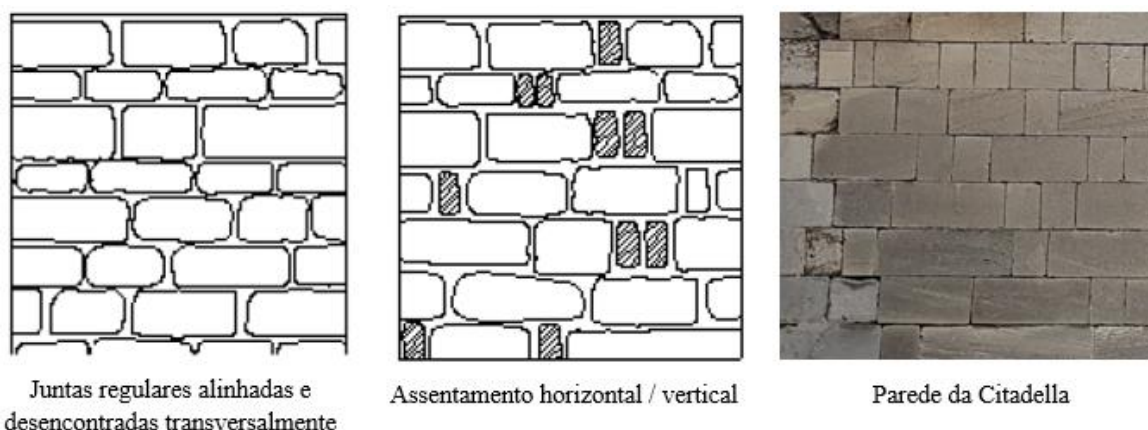 Juntas regulares alinhadas e
desencontradas transversalmente
Assentamento horizontal / vertical
Parede da Citadella